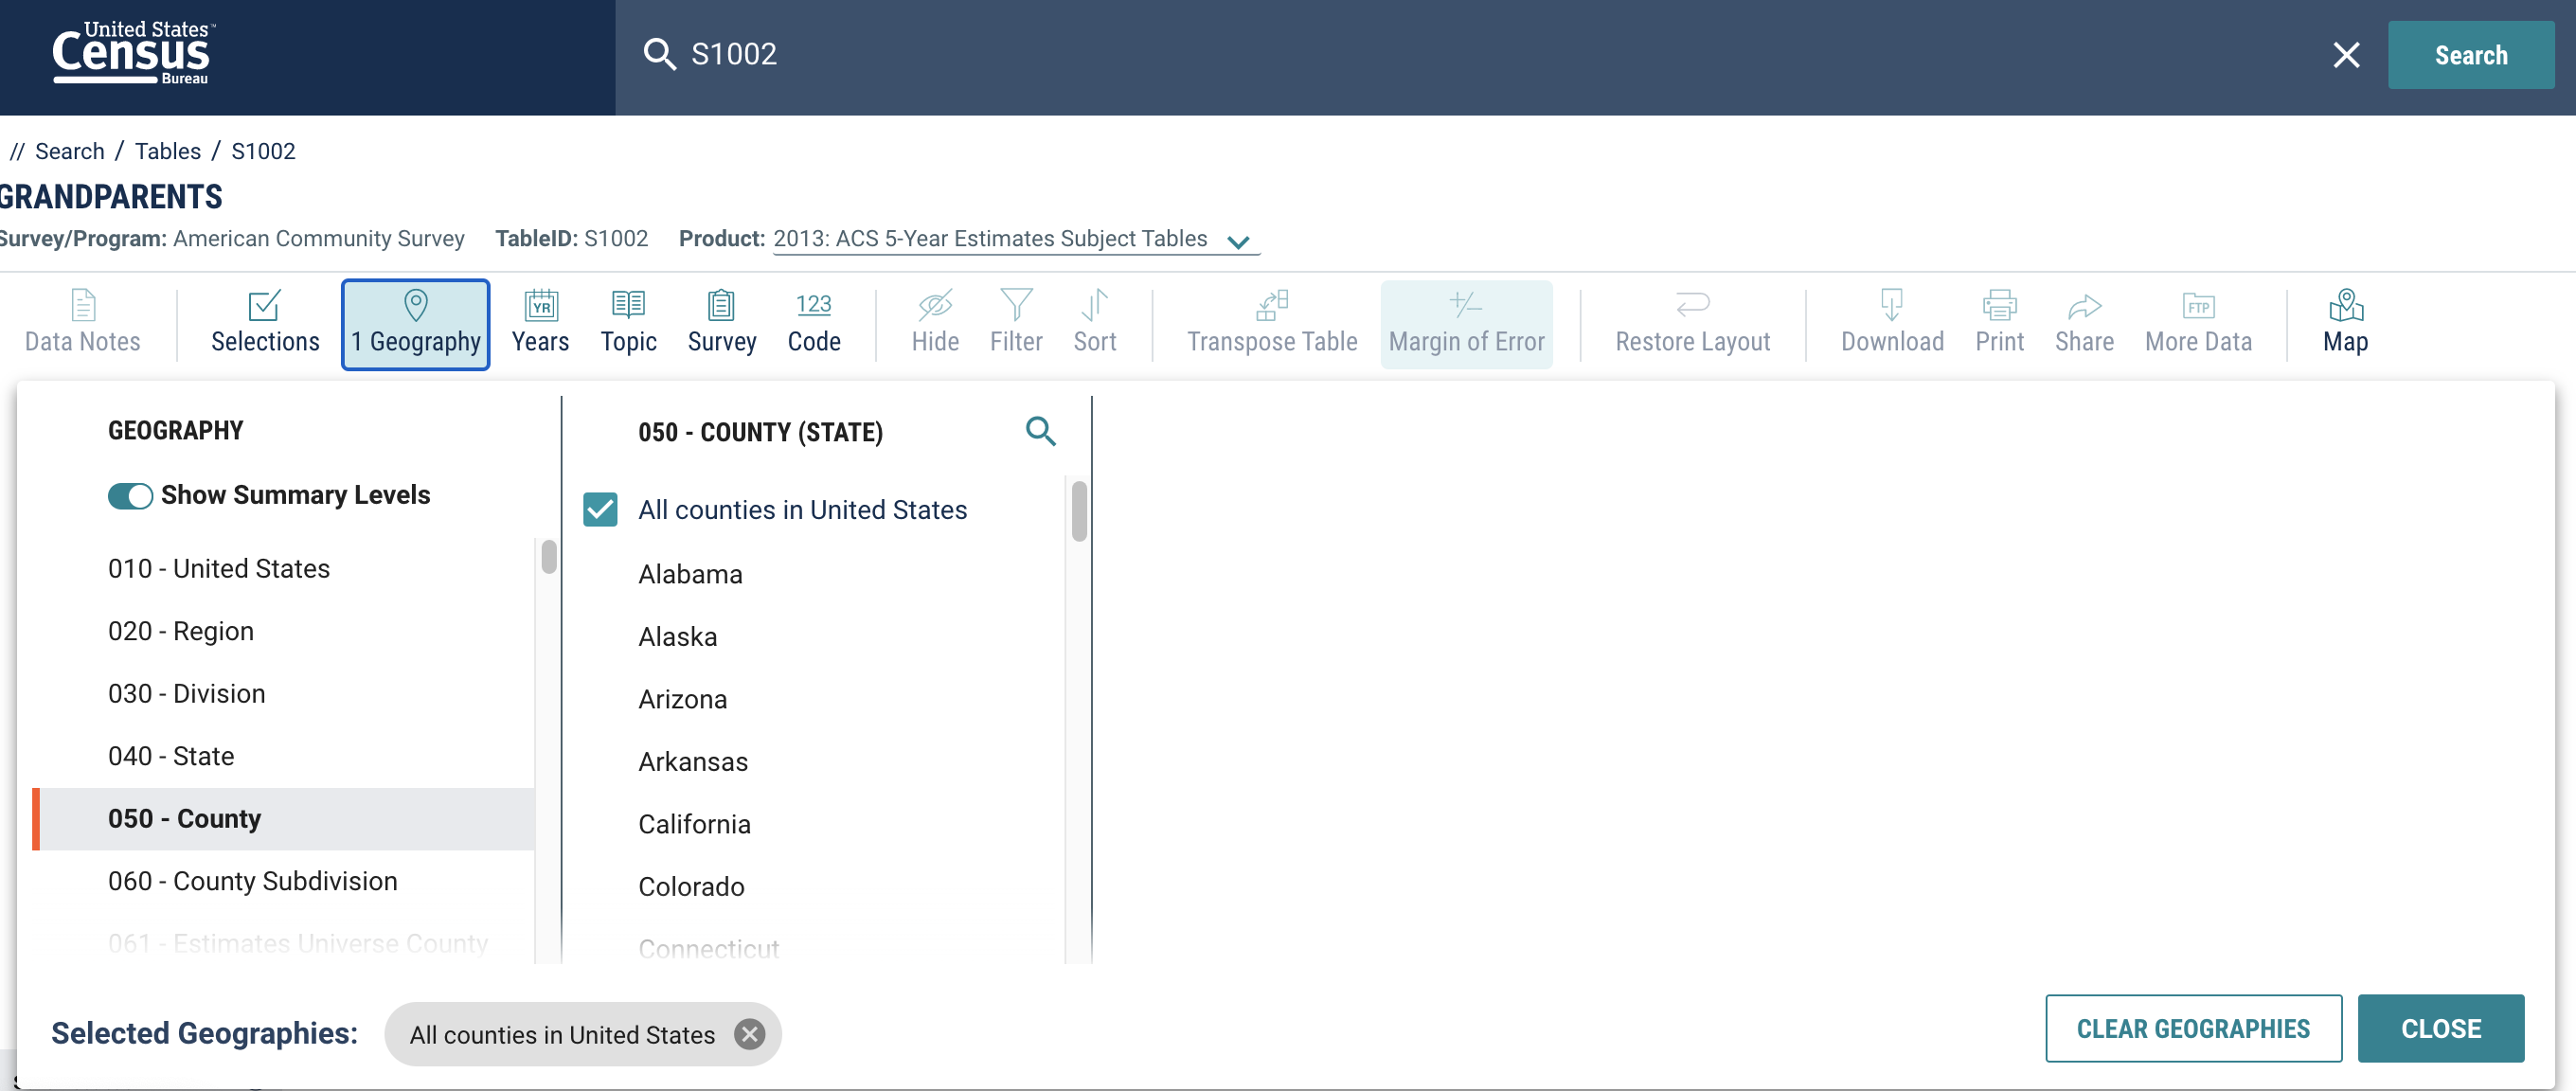 United States™
Census
Bureau
S1002
Search
// Search / Tables / S1002
GRANDPARENTS
Survey/Program: American Community Survey TableID: S1002 Product: 2013: ACS 5-Year Estimates Subject Tables
Data Notes
Selections
1 Geography
YR
Years
Topic
Survey
123
Code
Hide
Filter
Sort
Transpose Table
+/-
Margin of Error
Restore Layout
Download
Print
Share
FTP
More Data
Map
GEOGRAPHY
Show Summary Levels
010 - United States
020 - Region
030 - Division
040 - State
050 - County
060 - County Subdivision
061 - Estimates Universe County
050 - COUNTY (STATE)
All counties in United States
Alabama
Alaska
Arizona
Arkansas
California
Colorado
Connecticut
Selected Geographies: All counties in United States
CLEAR GEOGRAPHIES
CLOSE